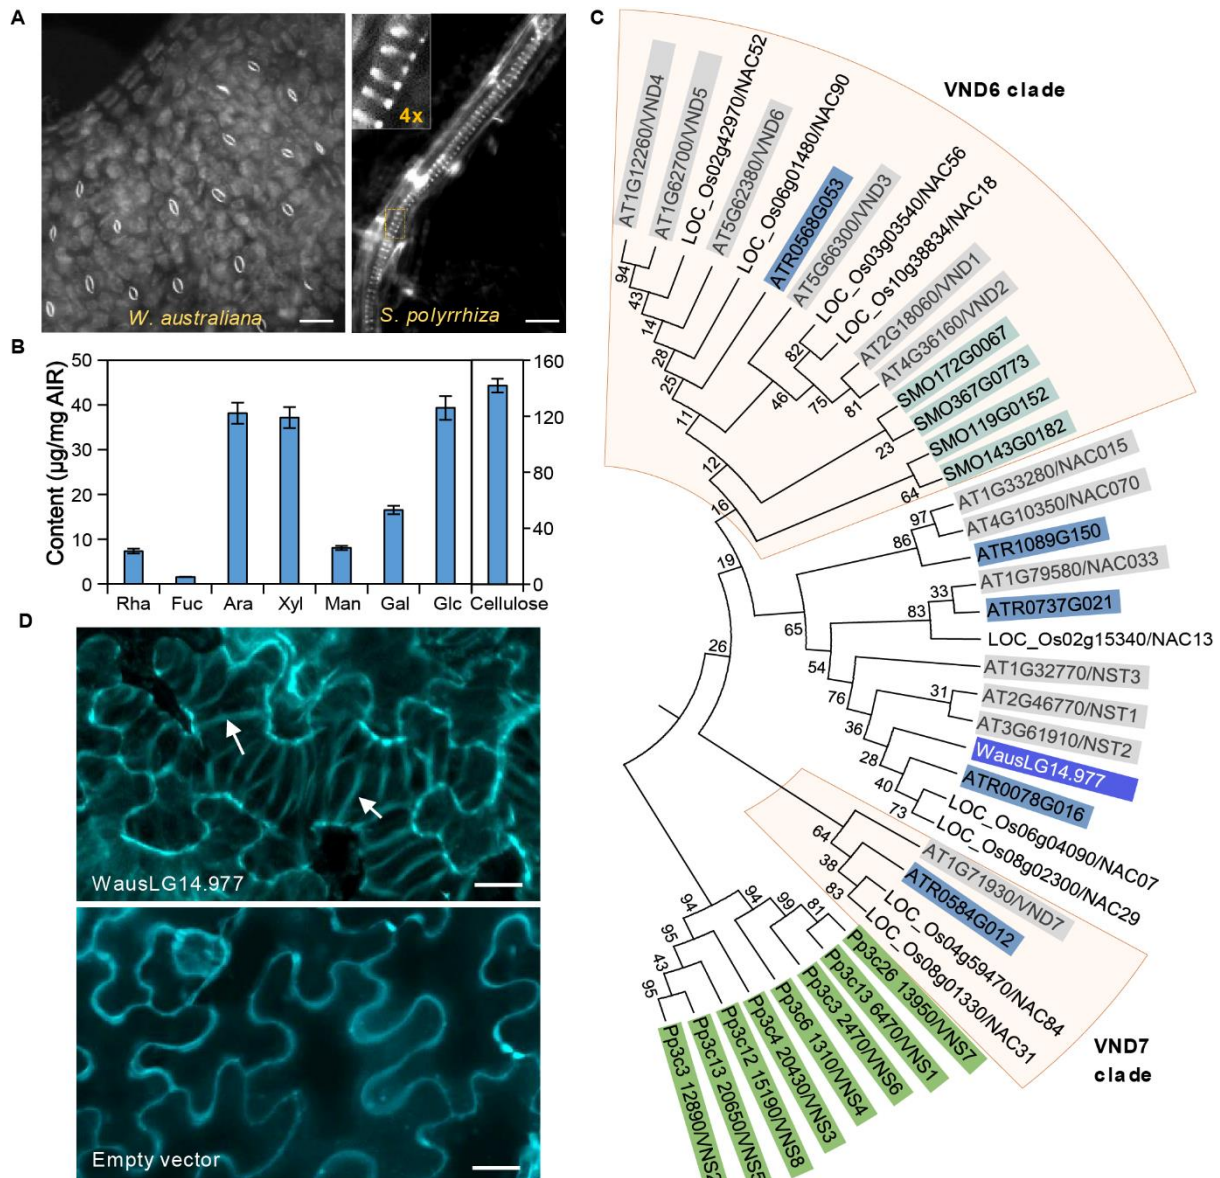 A
4x
W. australiana
S. polyrrhiza
B
Content (µg/mg AIR)
50
40
30
20
10
0
160
120
80
40
0
Rha
Fuc
Ara
Xyl
Man
Gal
Glc
Cellulose
C
VND6 clade
AT1G12260/VND4
AT1G62700/VND5
LOC_Os02g42970/NAC52
AT5G62380/VND6
LOC_Os06g01480/NAC90
ATR0568G053
AT5G66300/VND3
LOC_Os03g03540/NAC56
LOC_Os10g38834/NAC18
AT2G18060/VND1
AT4G36160/VND2
SMO172G0067
SMO367G0773
SMO119G0152
SMO143G0182
AT1G33280/NAC015
AT4G10350/NAC070
ATR1089G150
AT1G79580/NAC033
ATR0737G021
LOC_Os02g15340/NAC13
AT1G32770/NST3
AT2G46770/NST1
AT3G61910/NST2
WausLG14.977
ATR0078G016
LOC_Os06g04090/NAC07
LOC_Os08g02300/NAC29
AT1G71930/VND7
ATR0584G012
LOC_Os04g59470/NAC84
LOC_Os08g01330/NAC31
VND7
clade
Pp3c26 13950/VNS7
Pp3c13 6470/VNS1
Pp3c3 2470/VNS6
Pp3c6 1310/VNS4
Pp3c4 20430/VNS3
Pp3c12 15190/VNS8
Pp3c13 20650/VNS5
Pp3c3 12890/VNS2
94
43
14
28
25
11
46
82
75
81
12
23
64
16
19
97
86
33
83
65
54
76
31
36
28
40
73
26
64
38
83
94
94
99
81
95
43
95
D
WausLG14.977
Empty vector